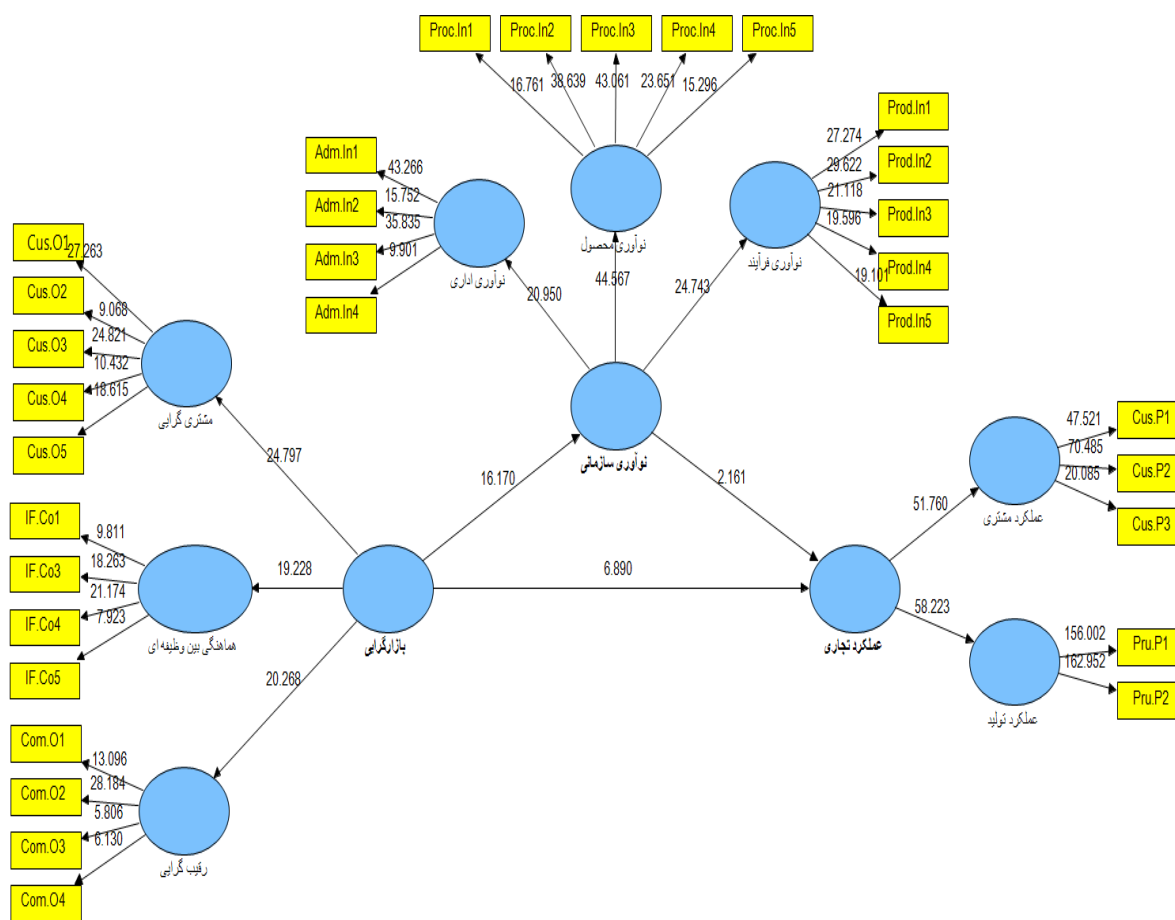 Proc.In1
Proc.In2
Proc.In3
Proc.In4
Proc.In5
16.761
38.639
43.061
23.651
15.296
نوآوری محصول
Adm.In1
Adm.In2
Adm.In3
Adm.In4
43.266
15.752
35.835
9.901
نوآوری اداری
Prod.In1
Prod.In2
Prod.In3
Prod.In4
Prod.In5
27.274
29.622
21.118
19.596
19.101
نوآوری فرآیند
20.950
44.567
24.743
نوآوری سازمانی
Cus.O1
Cus.O2
Cus.O3
Cus.O4
Cus.O5
27.263
9.068
24.821
10.432
18.615
مشتری گرایی
24.797
16.170
2.161
IF.Co1
IF.Co3
IF.Co4
IF.Co5
9.811
18.263
21.174
7.923
هماهنگی بین وظیفه ای
19.228
بازارگرایی
6.890
عملکرد تجاری
51.760
58.223
Cus.P1
Cus.P2
Cus.P3
47.521
70.485
20.085
عملکرد مشتری
Pru.P1
Pru.P2
156.002
162.952
عملکرد تولید
20.268
Com.O1
Com.O2
Com.O3
Com.O4
13.096
28.184
5.806
6.130
رقیب گرایی